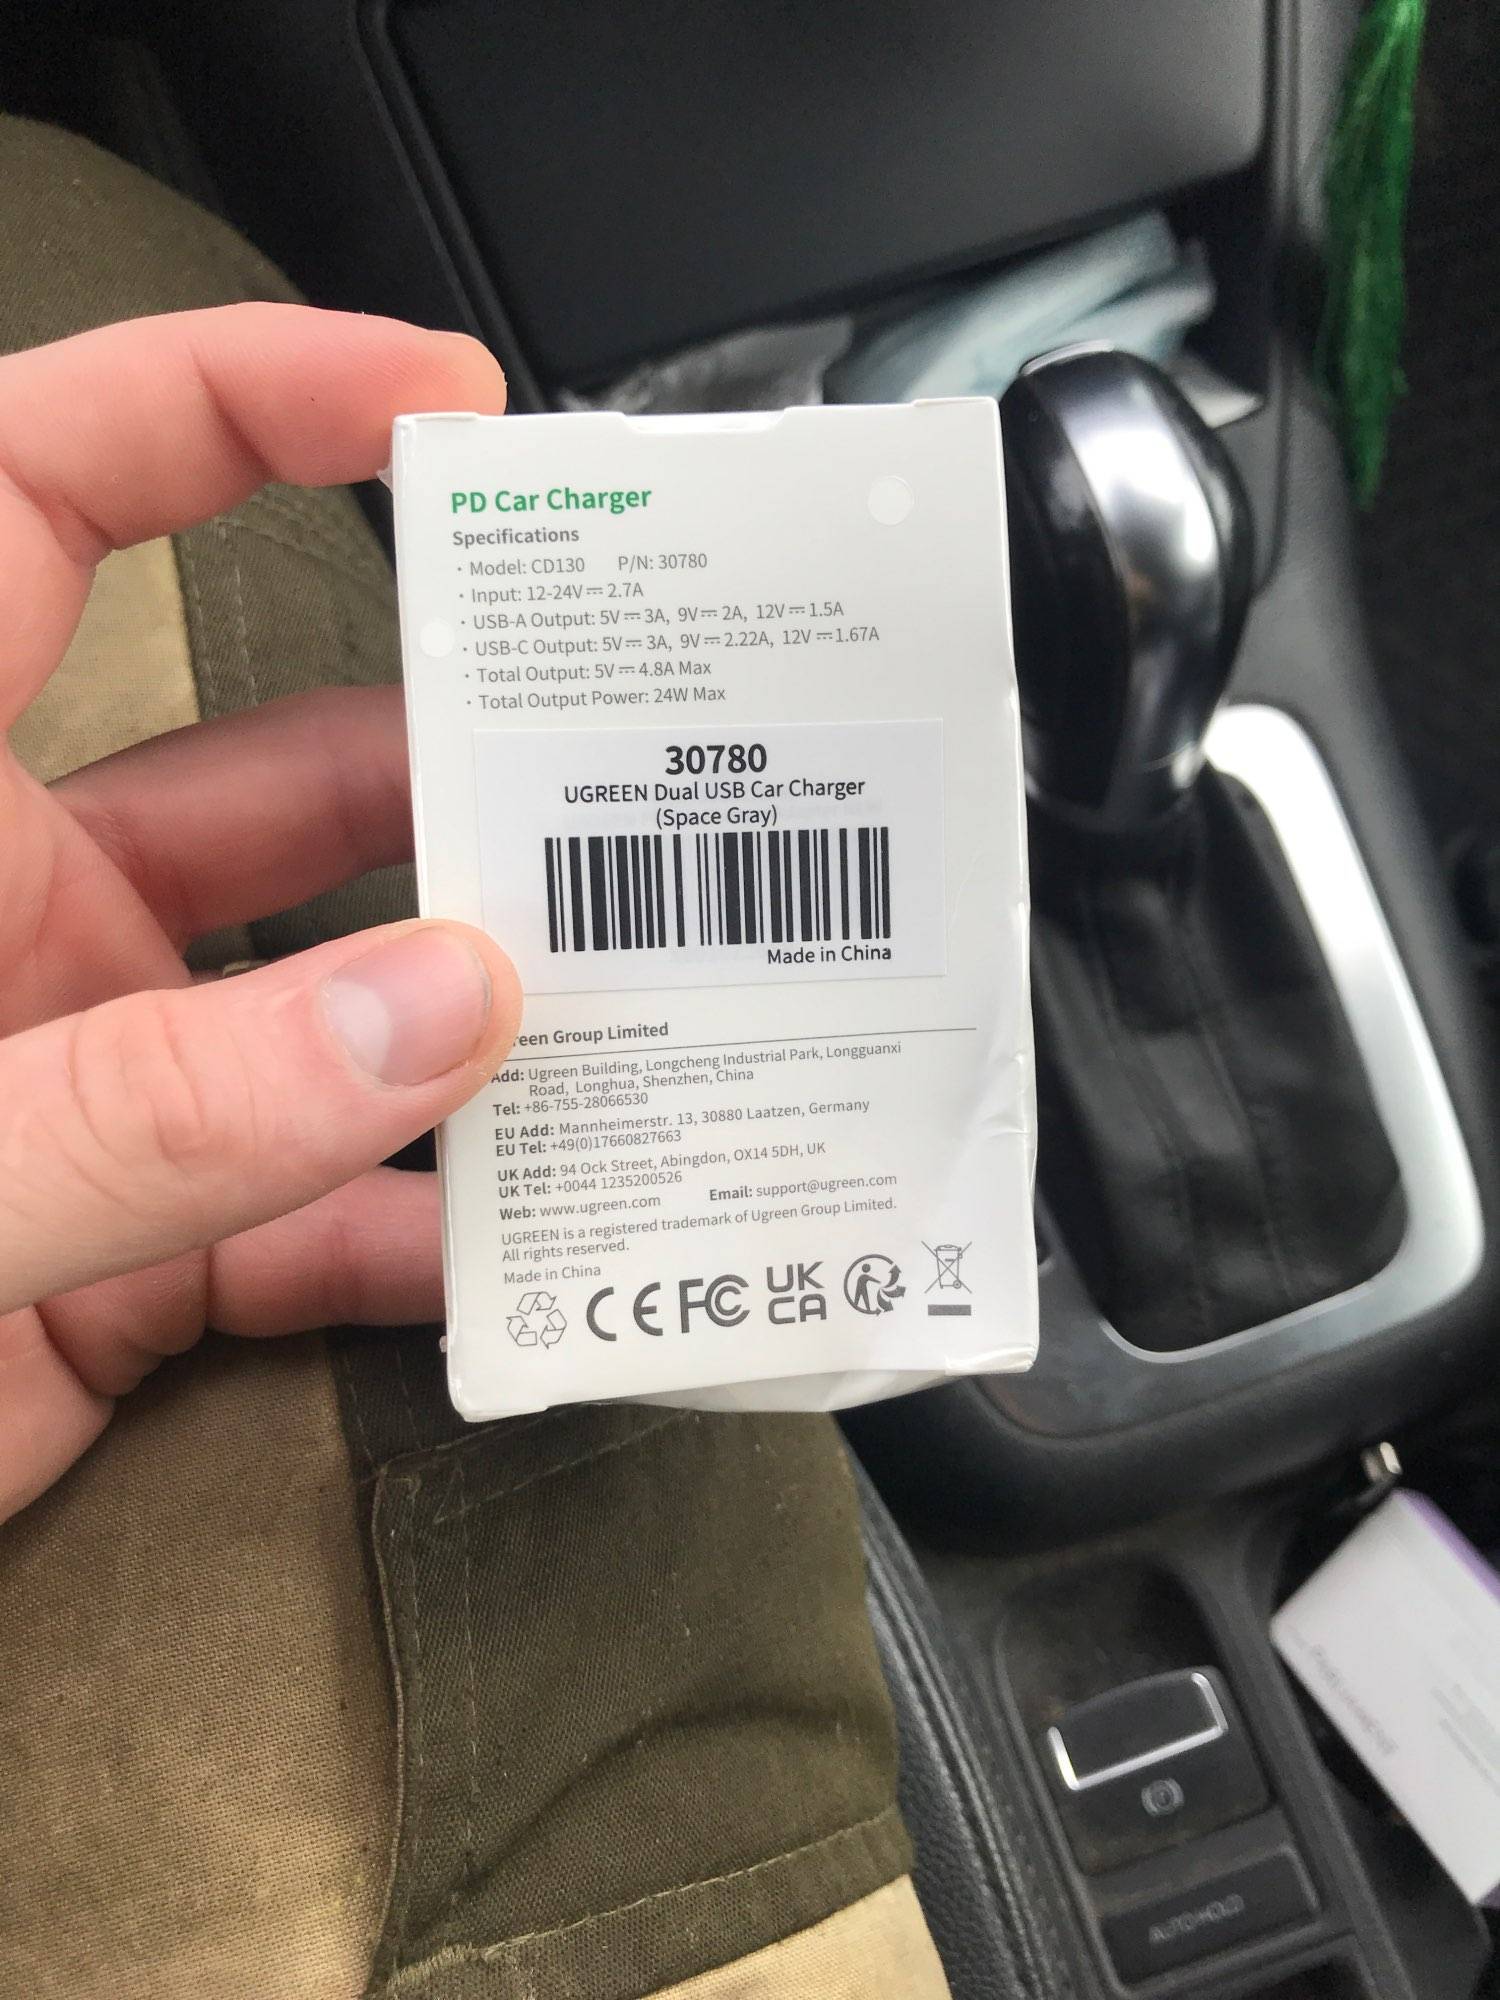 PD Car Charger
Specifications
· Model: CD130 P/N: 30780
· Input: 12-24V⎓2.7A
· USB-A Output: 5V⎓3A, 9V⎓2A, 12V⎓1.5A
· USB-C Output: 5V⎓3A, 9V⎓2.22A, 12V⎓1.67A
· Total Output: 5V⎓4.8A Max
· Total Output Power: 24W Max
30780
UGREEN Dual USB Car Charger
(Space Gray)
Made in China
reen Group Limited
Add: Ugreen Building, Longcheng Industrial Park, Longguanxi
Road, Longhua, Shenzhen, China
Tel: +86-755-28066530
EU Add: Mannheimerstr. 13, 30880 Laatzen, Germany
EU Tel: +49(0)17660827663
UK Add: 94 Ock Street, Abingdon, OX14 5DH, UK
UK Tel: +0044 1235200526
Web: www.ugreen.com Email: support@ugreen.com
UGREEN is a registered trademark of Ugreen Group Limited.
All rights reserved.
Made in China
CE FC UK
CA
AUTO HOLD